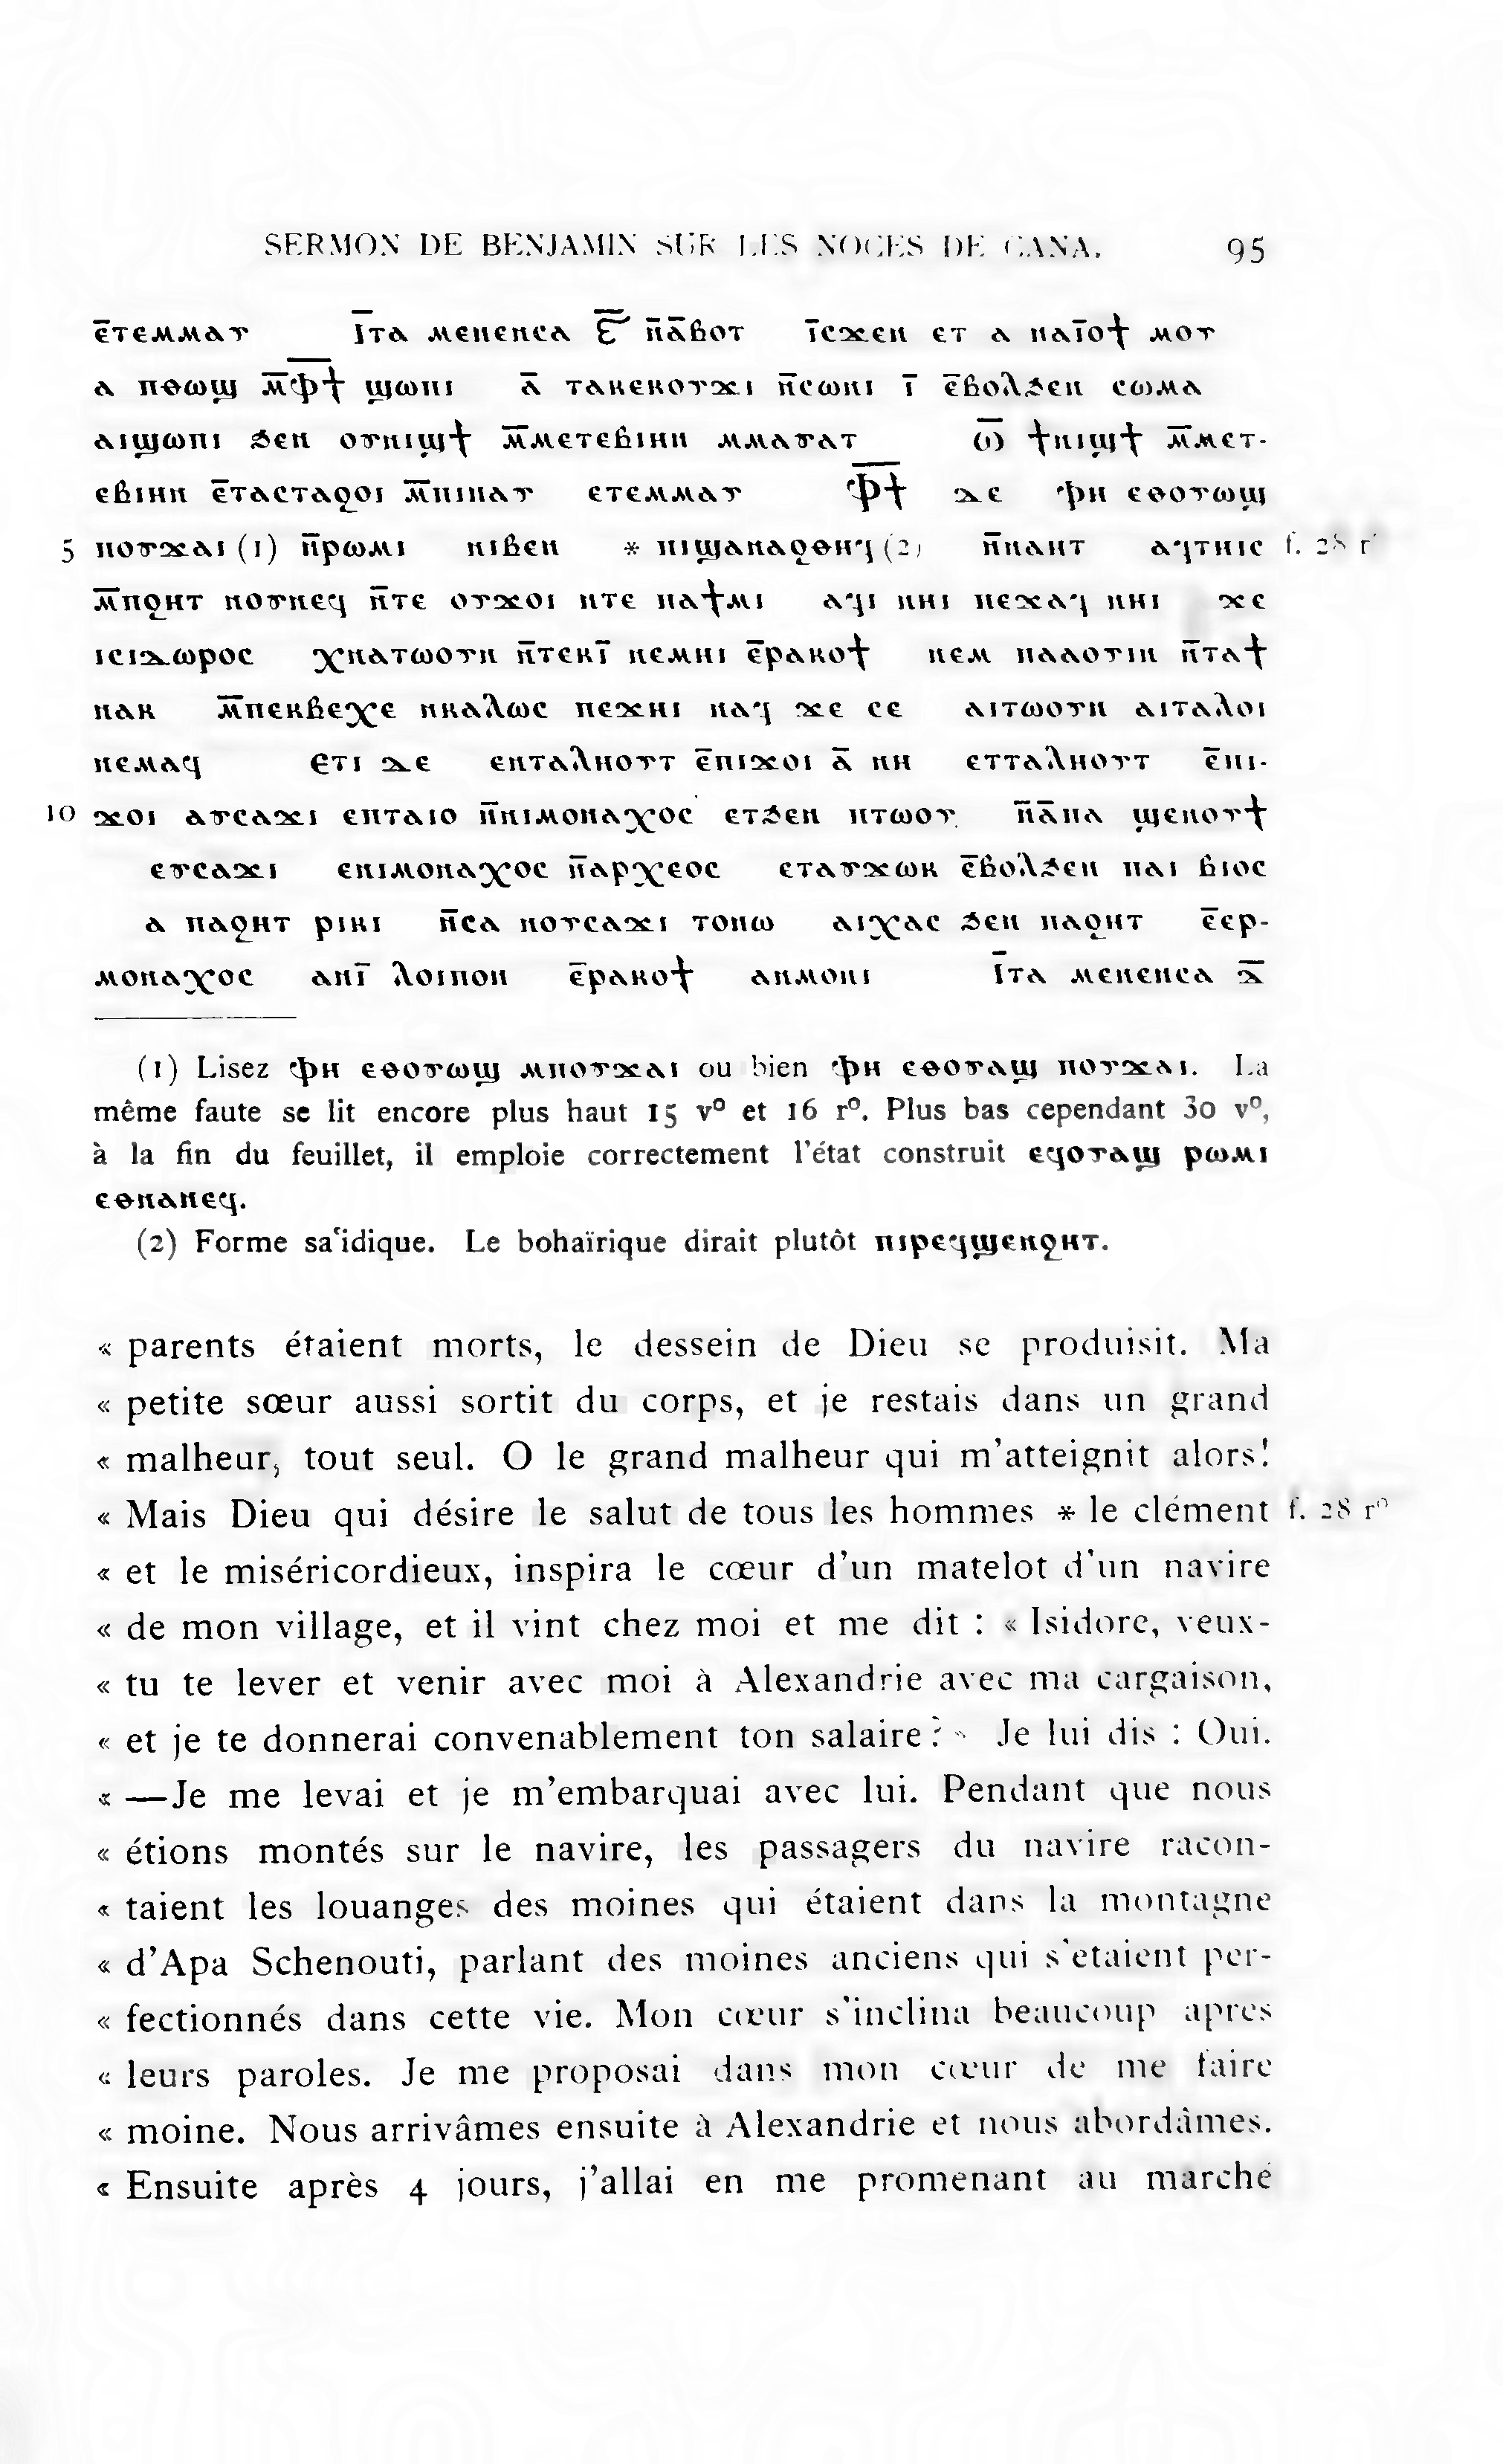 SERMON DE BENJAMIN SUR LES NOCES DE CANA. 95
ⲉ̅ⲧⲉⲙⲙⲁⲩ ⲓ̅ⲧⲁ ⲙⲉⲛⲉⲛⲥⲁ ⲋ̅ ⲛ̅ⲁ̅ⲃⲟⲧ ⲓ̅ⲥϫⲉⲛ ⲉⲧ ⲁ ⲛⲁⲓ̅ⲟϯ ⲙⲟⲩ
ⲁ ⲡⲑⲱϣ ⲙ̅ⲫ̅ϯ̅ ϣⲱⲡⲓ ⲁ̅ ⲧⲁⲕⲉⲕⲟⲩϫⲓ ⲛ̅ⲥⲱⲛⲓ ⲓ̅ ⲉ̅ⲃⲟⲗϧⲉⲛ ⲥⲱⲙⲁ
ⲁⲓϣⲱⲡⲓ ϧⲉⲛ ⲟⲩⲛⲓϣϯ ⲙ̅ⲙⲉⲧⲉⲃⲓⲏⲛ ⲙⲙⲁⲩⲁⲧ ⲱ̅ ϯⲛⲓϣϯ ⲙ̅ⲙⲉⲧ-
ⲉⲃⲓⲏⲛ ⲉ̅ⲧⲁⲥⲧⲁϩⲟⲓ ⲙ̅ⲡⲓⲛⲁⲩ ⲉⲧⲉⲙⲙⲁⲩ ⲫ̅ϯ̅ ⲇⲉ ⲫⲏ ⲉⲑⲟⲩⲱϣ
5 ⲛⲟⲩϫⲁⲓ (1) ⲛ̅ⲣⲱⲙⲓ ⲛⲓⲃⲉⲛ * ⲡⲓϣⲁⲛⲁϩⲑⲏϥ (2) ⲛ̅ⲛⲁⲏⲧ ⲁϥⲧⲏⲓⲥ f. 28 r
ⲙ̅ⲡϩⲏⲧ ⲛⲟⲩⲛⲉϥ ⲛ̅ⲧⲉ ⲟⲩϫⲟⲓ ⲛⲧⲉ ⲡⲁϯⲙⲓ ⲁϥⲓ ⲛⲏⲓ ⲡⲉϫⲁϥ ⲛⲏⲓ ϫⲉ
ⲓⲥⲓⲇⲱⲣⲟⲥ ⲭⲛⲁⲧⲱⲟⲩⲛ ⲛ̅ⲧⲉⲕⲓ̅ ⲛⲉⲙⲏⲓ ⲉ̅ⲣⲁⲕⲟϯ ⲛⲉⲙ ⲡⲁⲁⲟⲩⲓⲛ ⲛ̅ⲧⲁϯ
ⲛⲁⲕ ⲙ̅ⲡⲉⲕⲃⲉⲭⲉ ⲛⲕⲁⲗⲱⲥ ⲡⲉϫⲏⲓ ⲛⲁϥ ϫⲉ ⲥⲉ ⲁⲓⲧⲱⲟⲩⲛ ⲁⲓⲧⲁⲗⲟⲓ
ⲛⲉⲙⲁϥ ⲉⲧⲓ ⲇⲉ ⲉⲛⲧⲁⲗⲏⲟⲩⲧ ⲉ̅ⲡⲓϫⲟⲓ ⲁ̅ ⲛⲏ ⲉⲧⲧⲁⲗⲏⲟⲩⲧ ⲉ̅ⲡⲓ-
10 ϫⲟⲓ ⲁⲩⲥⲁϫⲓ ⲉⲡⲧⲁⲓⲟ ⲛ̅ⲛⲓⲙⲟⲛⲁⲭⲟⲥ ⲉⲧϧⲉⲛ ⲡⲧⲱⲟⲩ ⲛ̅ⲁ̅ⲡⲁ ϣⲉⲛⲟⲩϯ
ⲉⲩⲥⲁϫⲓ ⲉⲛⲓⲙⲟⲛⲁⲭⲟⲥ ⲛ̅ⲁⲣⲭⲉⲟⲥ ⲉⲧⲁⲩϫⲱⲕ ⲉ̅ⲃⲟⲗϧⲉⲛ ⲡⲁⲓ ⲃⲓⲟⲥ
ⲁ ⲡⲁϩⲏⲧ ⲣⲓⲕⲓ ⲛ̅ⲥⲁ ⲛⲟⲩⲥⲁϫⲓ ⲧⲟⲛⲱ ⲁⲓⲭⲁⲥ ϧⲉⲛ ⲡⲁϩⲏⲧ ⲉ̅ⲉⲣ-
ⲙⲟⲛⲁⲭⲟⲥ ⲁⲛⲓ̅ ⲗⲟⲓⲡⲟⲛ ⲉ̅ⲣⲁⲕⲟϯ ⲁⲛⲙⲟⲛⲓ ⲓ̅ⲧⲁ ⲙⲉⲛⲉⲛⲥⲁ ⲇ̅
(1) Lisez ⲫⲏ ⲉⲑⲟⲩⲱϣ ⲙⲡⲟⲩϫⲁⲓ ou bien ⲫⲏ ⲉⲑⲟⲩⲁϣ ⲡⲟⲩϫⲁⲓ. La
même faute se lit encore plus haut 15 vº et 16 rº. Plus bas cependant 30 vº,
à la fin du feuillet, il emploie correctement l'état construit ⲉϥⲟⲩⲁϣ ⲣⲱⲙⲓ
ⲉⲑⲛⲁⲛⲉϥ.
(2) Forme saʿidique. Le bohaïrique dirait plutôt ⲡⲓⲣⲉϥϣⲉⲛϩⲏⲧ.
« parents étaient morts, le dessein de Dieu se produisit. Ma
« petite sœur aussi sortit du corps, et je restais dans un grand
« malheur, tout seul. O le grand malheur qui m'atteignit alors!
« Mais Dieu qui désire le salut de tous les hommes * le clément f. 28 rº
« et le miséricordieux, inspira le cœur d'un matelot d'un navire
« de mon village, et il vint chez moi et me dit : « Isidore, veux-
« tu te lever et venir avec moi à Alexandrie avec ma cargaison,
« et je te donnerai convenablement ton salaire? » Je lui dis : Oui.
« —Je me levai et je m'embarquai avec lui. Pendant que nous
« étions montés sur le navire, les passagers du navire racon-
« taient les louanges des moines qui étaient dans la montagne
« d'Apa Schenouti, parlant des moines anciens qui s'etaient per-
« fectionnés dans cette vie. Mon cœur s'inclina beaucoup apres
« leurs paroles. Je me proposai dans mon cœur de me faire
« moine. Nous arrivâmes ensuite à Alexandrie et nous abordâmes.
« Ensuite après 4 jours, j'allai en me promenant au marché